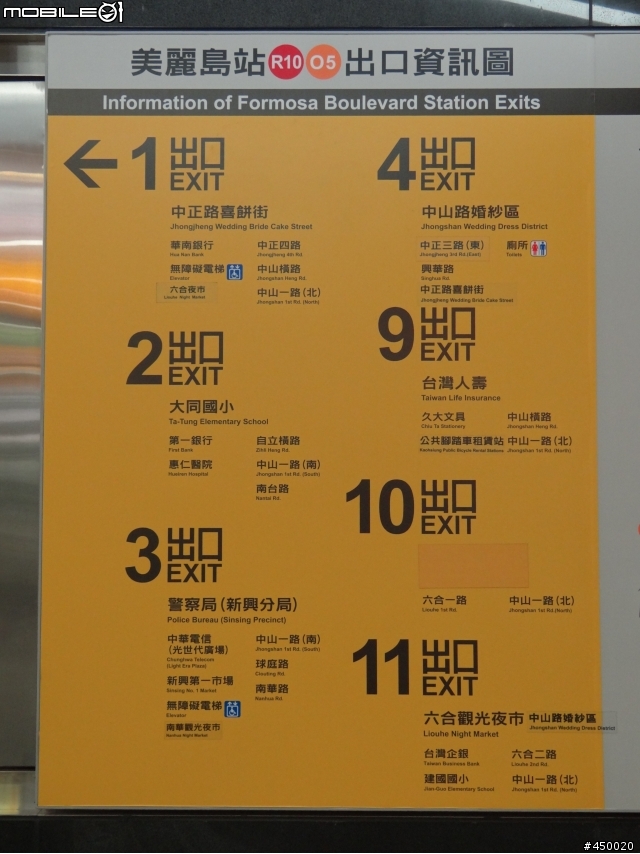 MOBILE01
美麗島站 R10 O5 出口資訊圖
Information of Formosa Boulevard Station Exits
← 1 出口 EXIT
中正路喜餅街
Jhongjheng Wedding Bride Cake Street
華南銀行
Hua Nan Bank
中正四路
Jhongjheng 4th Rd.
無障礙電梯
Elevator
中山橫路
Jhongshan Heng Rd.
六合夜市
Liouhe Night Market
中山一路(北)
Jhongshan 1st Rd. (North)
2 出口 EXIT
大同國小
Ta-Tung Elementary School
第一銀行
First Bank
自立橫路
Zihli Heng Rd.
惠仁醫院
Hueiren Hospital
中山一路(南)
Jhongshan 1st Rd. (South)
南台路
Nantai Rd.
3 出口 EXIT
警察局(新興分局)
Police Bureau (Sinsing Precinct)
中華電信
(光世代廣場)
Chunghwa Telecom
(Light Era Plaza)
中山一路(南)
Jhongshan 1st Rd. (South)
新興第一市場
Sinsing No. 1 Market
球庭路
Ciouting Rd.
無障礙電梯
Elevator
南華路
Nanhua Rd.
南華觀光夜市
Nanhua Night Market
4 出口 EXIT
中山路婚紗區
Jhongshan Wedding Dress District
中正三路(東)
Jhongjheng 3rd Rd.(East)
廁所
Toilets
興華路
Singhua Rd.
中正路喜餅街
Jhongjheng Wedding Bride Cake Street
9 出口 EXIT
台灣人壽
Taiwan Life Insurance
久大文具
Chiu Ta Stationery
中山橫路
Jhongshan Heng Rd.
公共腳踏車租賃站
Kaohsiung Public Bicycle Rental Stations
中山一路(北)
Jhongshan 1st Rd.(North)
10 出口 EXIT
六合一路
Liouhe 1st Rd.
中山一路(北)
Jhongshan 1st Rd.(North)
11 出口 EXIT
六合觀光夜市
Liouhe Night Market
中山路婚紗區
Jhongshan Wedding Dress District
台灣企銀
Taiwan Business Bank
六合二路
Liouhe 2nd Rd.
建國國小
Jian-Guo Elementary School
中山一路(北)
Jhongshan 1st Rd. (North)
#450020